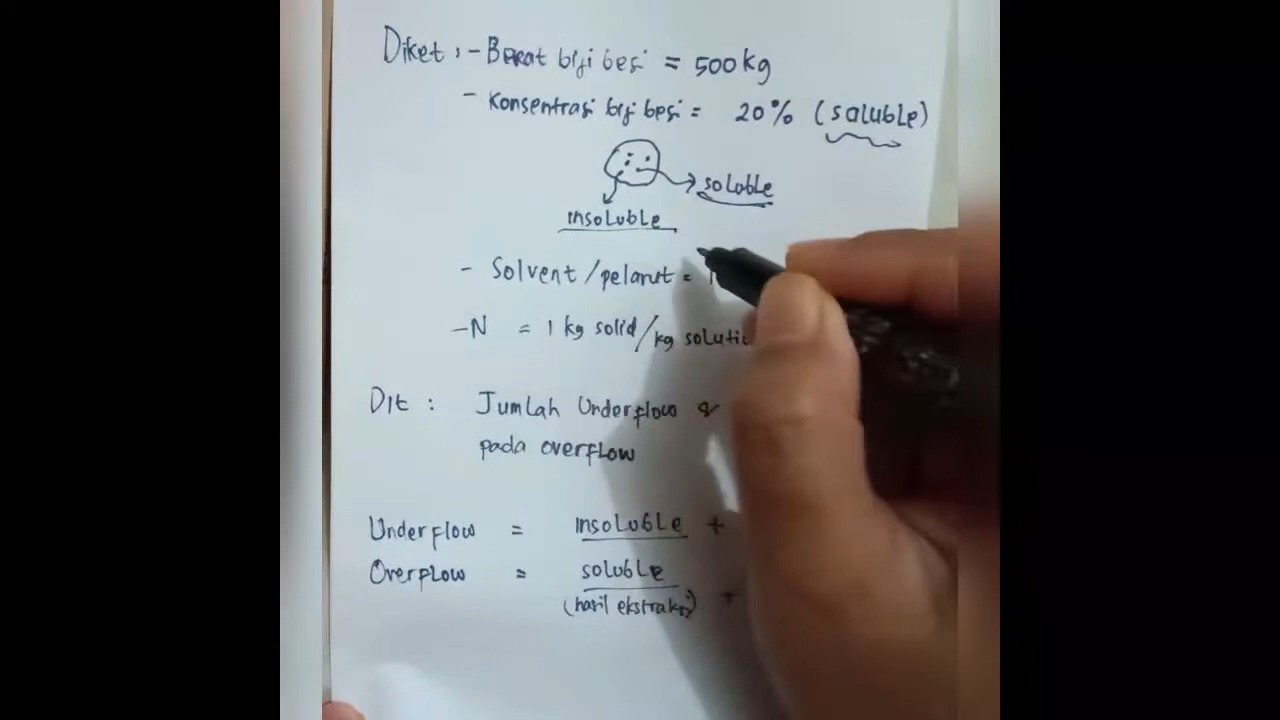 Diket : - Berat biji besi = 500 kg
- Konsentrasi biji besi = 20% (soluble)
soluble
insoluble
- Solvent / pelarut =
- N = 1 kg solid / kg
Dit : Jumlah Underflow &
pada overflow
Underflow = insoluble +
Overflow = soluble
(hasil ekstraksi) +